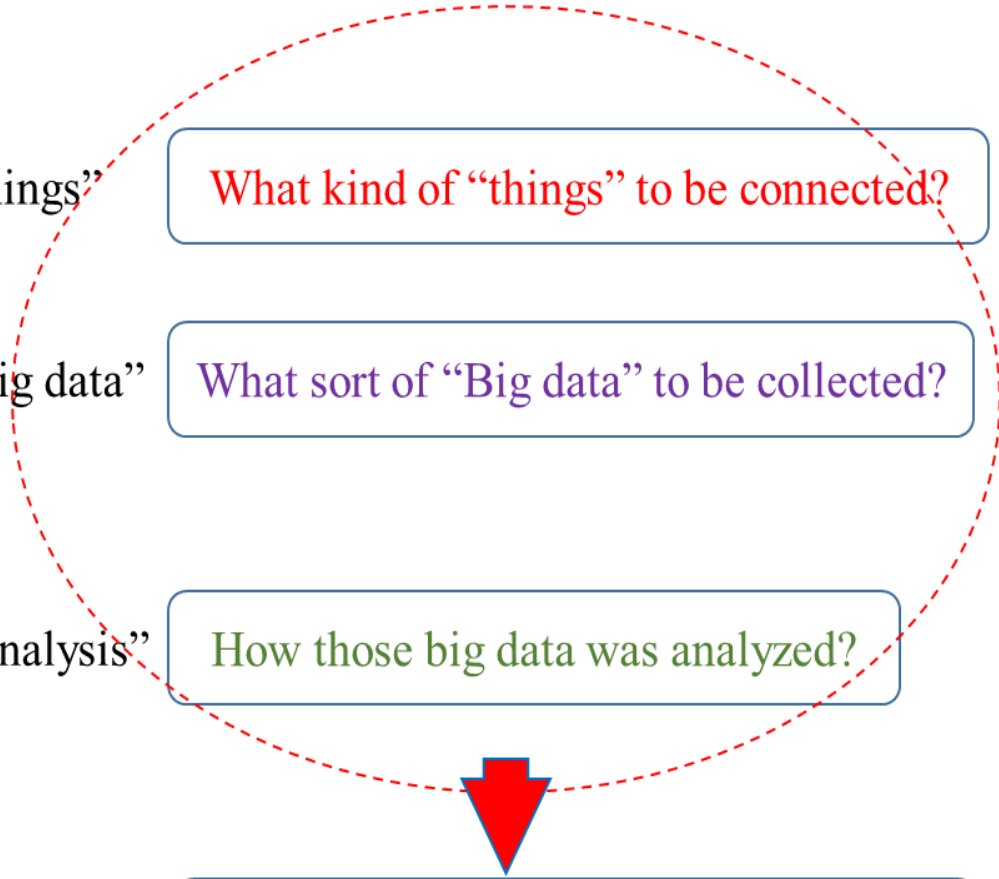 ings” What kind of “things” to be connected?
ig data” What sort of “Big data” to be collected?
nalysis” How those big data was analyzed?